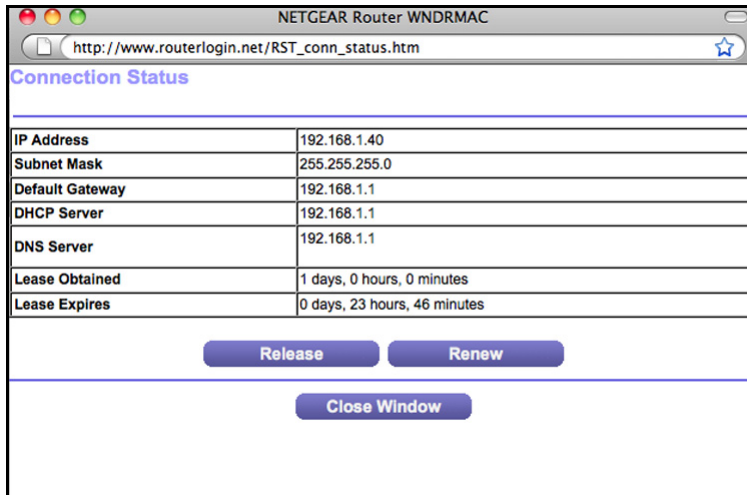 NETGEAR Router WNDRMAC
http://www.routerlogin.net/RST_conn_status.htm
Connection Status
IP Address 192.168.1.40
Subnet Mask 255.255.255.0
Default Gateway 192.168.1.1
DHCP Server 192.168.1.1
DNS Server 192.168.1.1
Lease Obtained 1 days, 0 hours, 0 minutes
Lease Expires 0 days, 23 hours, 46 minutes
Release Renew
Close Window